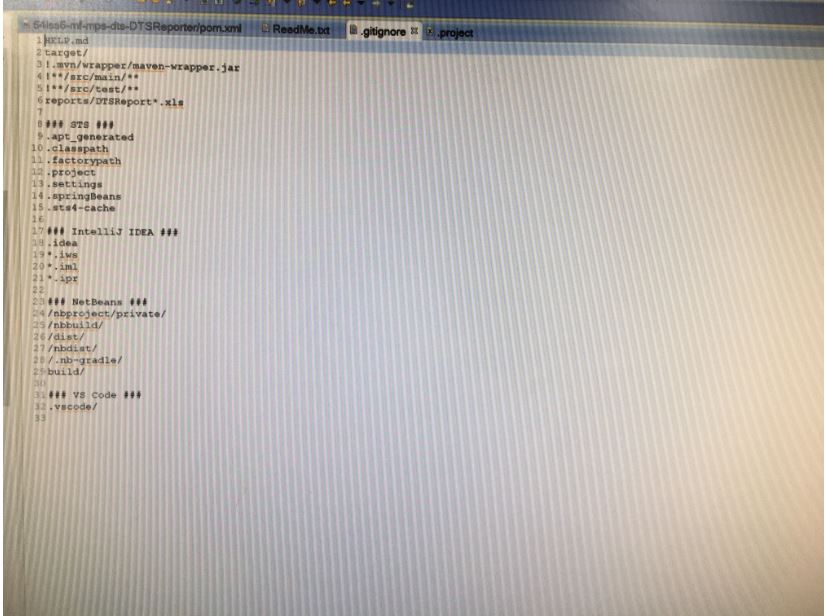 64iss6-mf-mps-dts-DTSReporter/pom.xml ReadMe.txt .gitignore .project
1 HELP.md
2 target/
3 !.mvn/wrapper/maven-wrapper.jar
4 !**/src/main/**
5 !**/src/test/**
6 reports/DTSReport*.xls
7
8 ### STS ###
9 .apt_generated
10 .classpath
11 .factorypath
12 .project
13 .settings
14 .springBeans
15 .sts4-cache
16
17 ### IntelliJ IDEA ###
18 .idea
19 *.iws
20 *.iml
21 *.ipr
22
23 ### NetBeans ###
24 /nbproject/private/
25 /nbbuild/
26 /dist/
27 /nbdist/
28 /.nb-gradle/
29 build/
30
31 ### VS Code ###
32 .vscode/
33